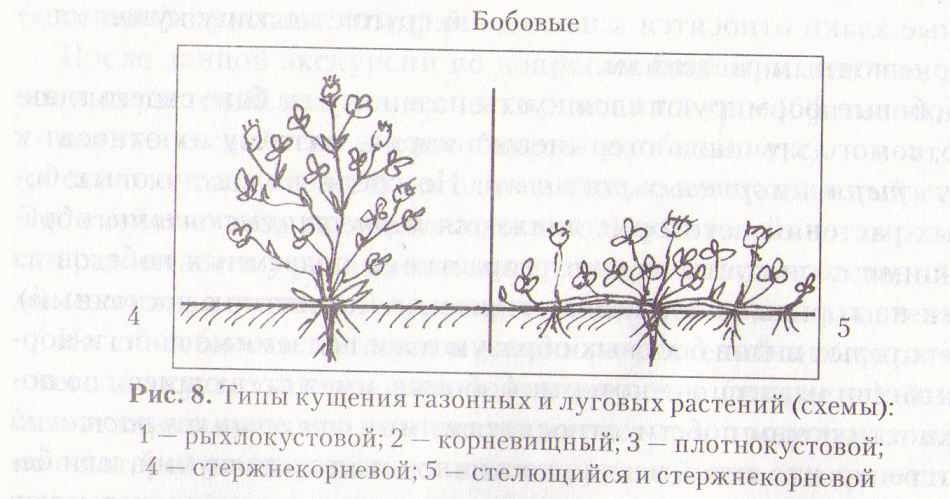 Бобовые
4
5
Рис. 8. Типы кущения газонных и луговых растений (схемы):
1 — рыхлокустовой; 2 — корневищный; 3 — плотнокустовой;
4 — стержнекорневой; 5 — стелющийся и стержнекорневой